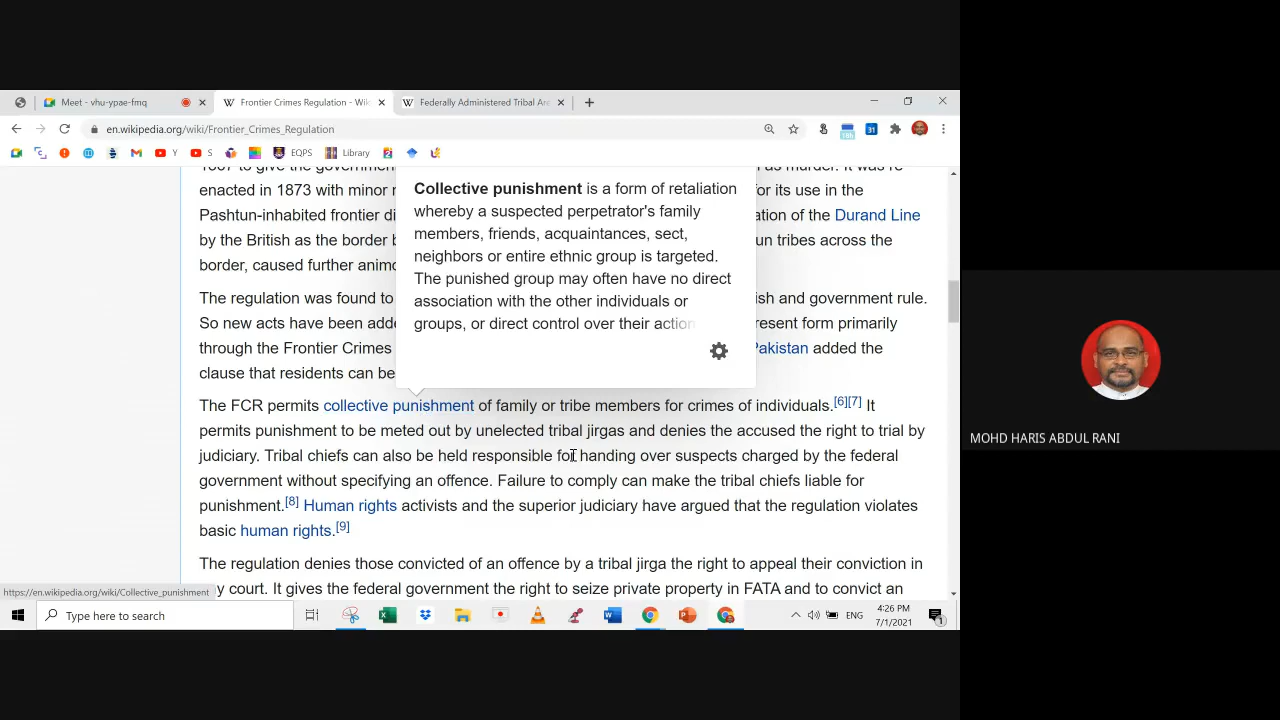 Meet - vhu-ypae-fmq
Frontier Crimes Regulation - Wik
Federally Administered Tribal Are
en.wikipedia.org/wiki/Frontier_Crimes_Regulation
Y
S
EQPS
Library
31
to give the government as murder. It was re-
enacted in 1873 with minor for its use in the
Pashtun-inhabited frontier ation of the Durand Line
by the British as the border un tribes across the
border, caused further
The regulation was found to ish and government rule.
So new acts have been resent form primarily
through the Frontier Crimes Pakistan added the
clause that residents can be
Collective punishment is a form of retaliation
whereby a suspected perpetrator's family
members, friends, acquaintances, sect,
neighbors or entire ethnic group is targeted.
The punished group may often have no direct
association with the other individuals or
groups, or direct control over their action
The FCR permits collective punishment of family or tribe members for crimes of individuals.[6][7] It
permits punishment to be meted out by unelected tribal jirgas and denies the accused the right to trial by
judiciary. Tribal chiefs can also be held responsible for handing over suspects charged by the federal
government without specifying an offence. Failure to comply can make the tribal chiefs liable for
punishment.[8] Human rights activists and the superior judiciary have argued that the regulation violates
basic human rights.[9]
The regulation denies those convicted of an offence by a tribal jirga the right to appeal their conviction in
court. It gives the federal government the right to seize private property in FATA and to convict an
https://en.wikipedia.org/wiki/Collective_punishment
Type here to search
ENG
4:26 PM
7/1/2021
1
MOHD HARIS ABDUL RANI